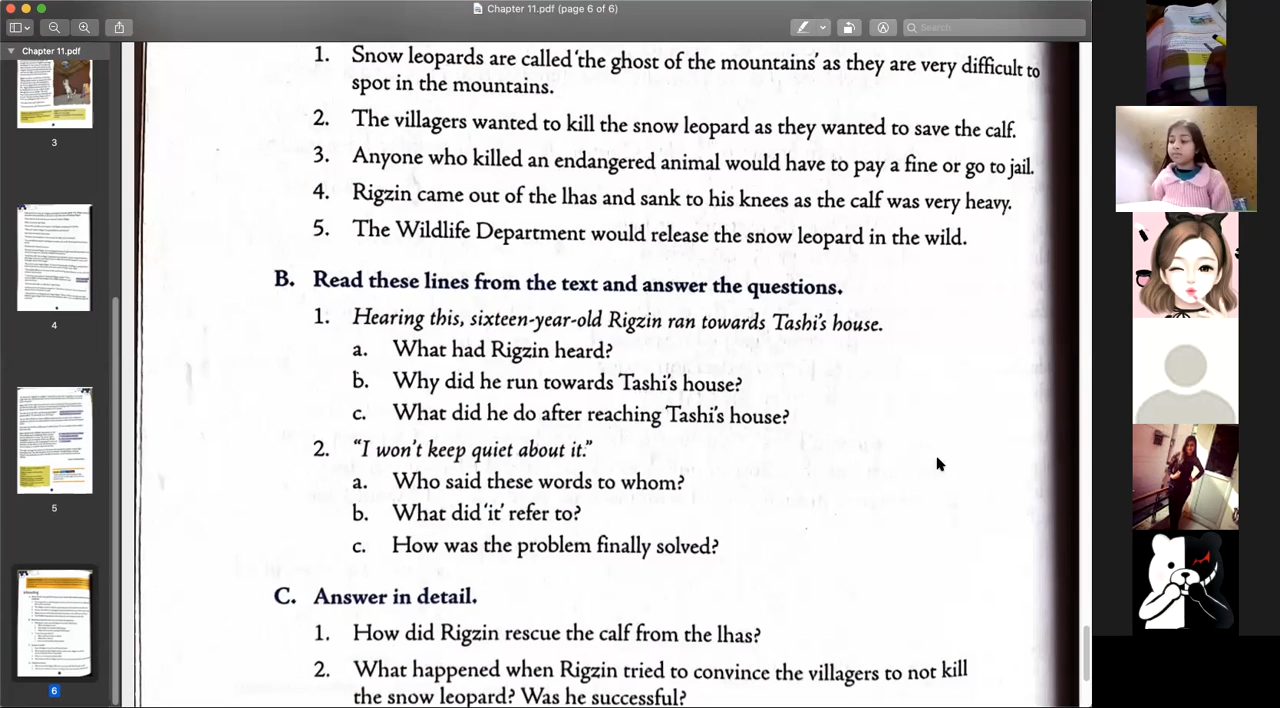 Chapter 11.pdf (page 6 of 6)
Search
Chapter 11.pdf
3
4
5
6
1. Snow leopards are called 'the ghost of the mountains' as they are very difficult to
spot in the mountains.
2. The villagers wanted to kill the snow leopard as they wanted to save the calf.
3. Anyone who killed an endangered animal would have to pay a fine or go to jail.
4. Rigzin came out of the lhas and sank to his knees as the calf was very heavy.
5. The Wildlife Department would release the snow leopard in the wild.
B. Read these lines from the text and answer the questions.
1. Hearing this, sixteen-year-old Rigzin ran towards Tashi's house.
a. What had Rigzin heard?
b. Why did he run towards Tashi's house?
c. What did he do after reaching Tashi's house?
2. "I won't keep quiet about it."
a. Who said these words to whom?
b. What did 'it' refer to?
c. How was the problem finally solved?
C. Answer in detail.
1. How did Rigzin rescue the calf from the lhas?
2. What happened when Rigzin tried to convince the villagers to not kill
the snow leopard? Was he successful?